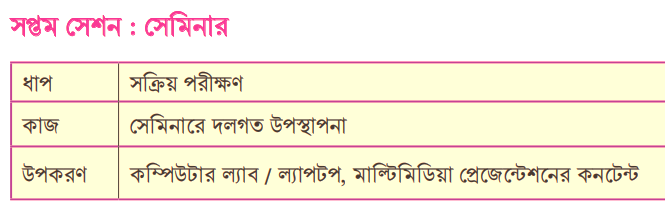 সপ্তম সেশন : সেমিনার
ধাপ সক্রিয় পরীক্ষণ
কাজ সেমিনারে দলগত উপস্থাপনা
উপকরণ কম্পিউটার ল্যাব / ল্যাপটপ, মাল্টিমিডিয়া প্রেজেন্টেশনের কনটেন্ট